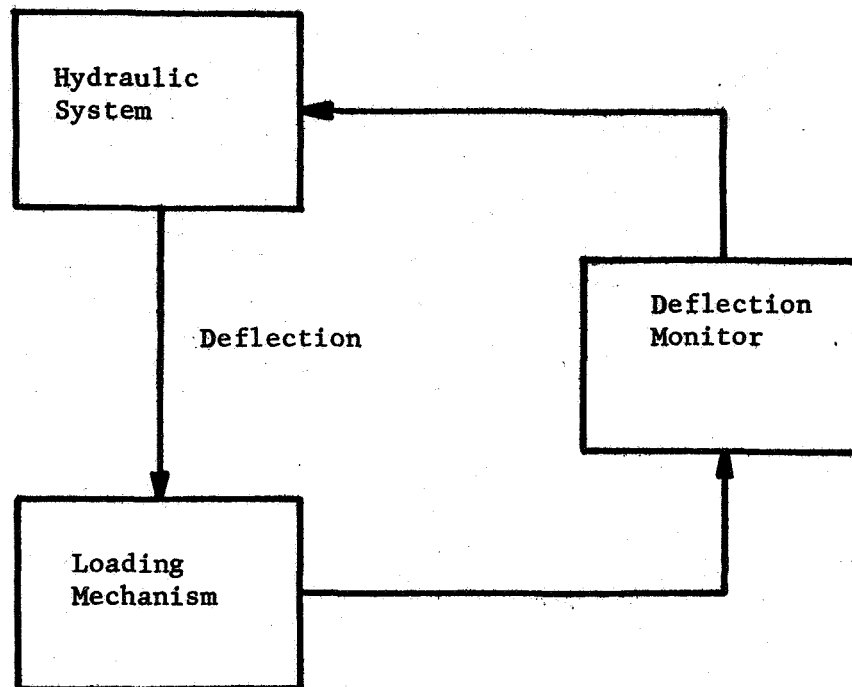 Hydraulic
System
Deflection
Deflection
Monitor
Loading
Mechanism